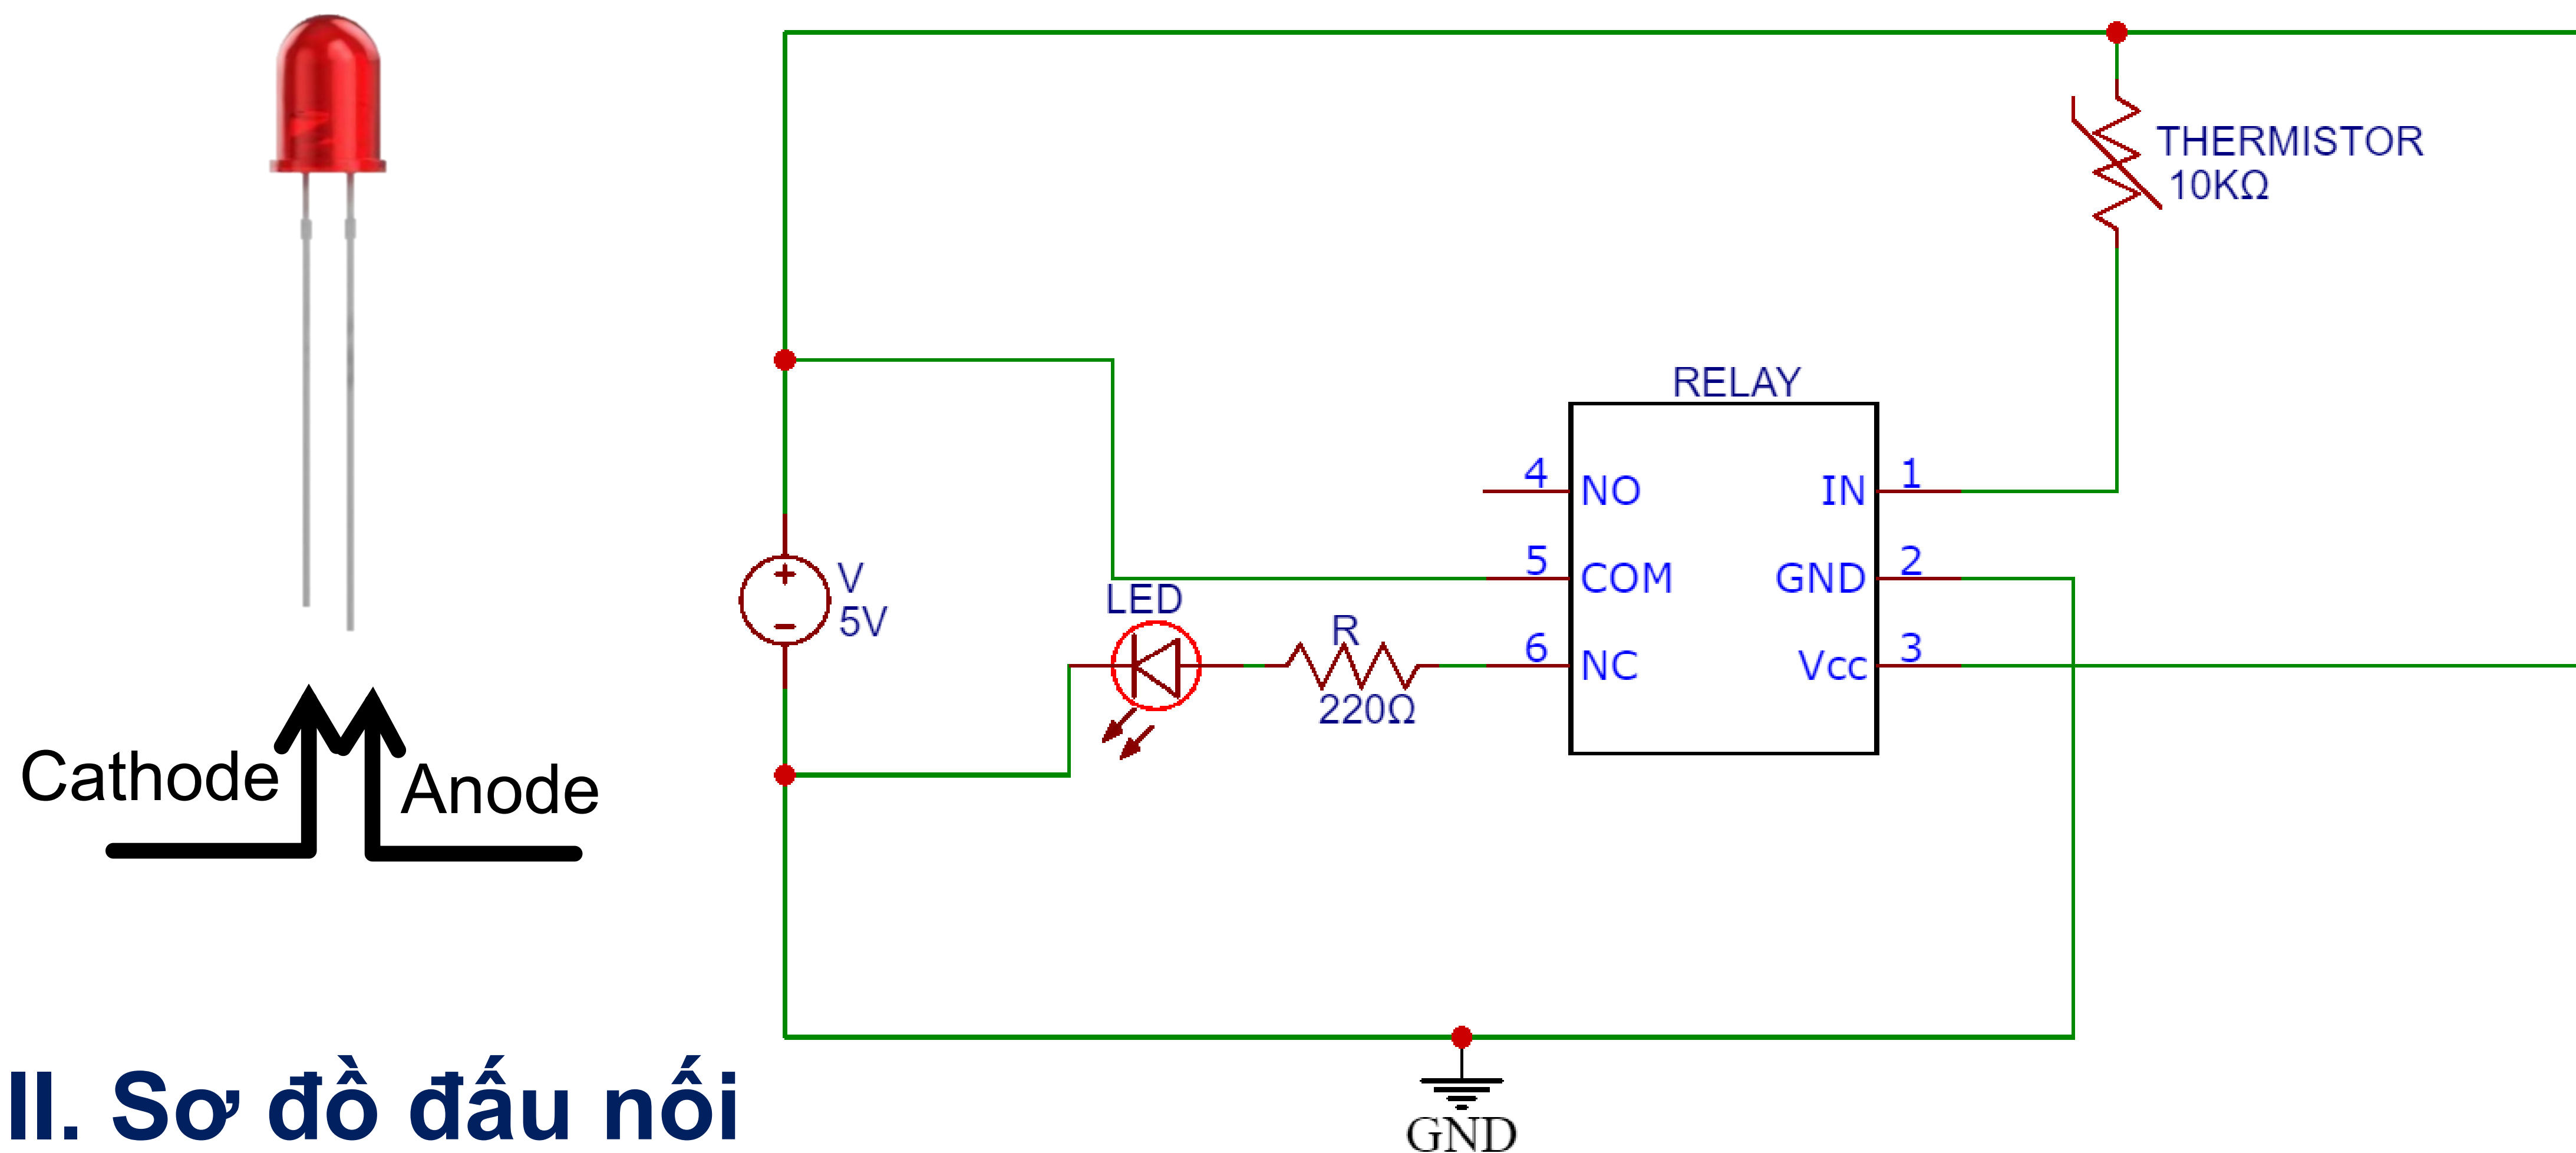 THERMISTOR
10KΩ
RELAY
4
NO
IN
1
5
COM
GND
2
6
NC
Vcc
3
V
5V
+
−
LED
R
220Ω
Cathode
Anode
II. Sơ đồ đấu nối
GND